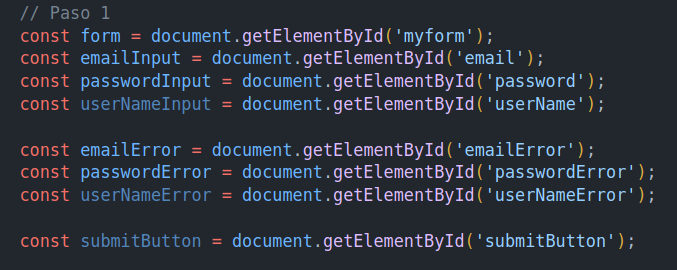 // Paso 1
const form = document.getElementById('myform');
const emailInput = document.getElementById('email');
const passwordInput = document.getElementById('password');
const userNameInput = document.getElementById('userName');
const emailError = document.getElementById('emailError');
const passwordError = document.getElementById('passwordError');
const userNameError = document.getElementById('userNameError');
const submitButton = document.getElementById('submitButton');